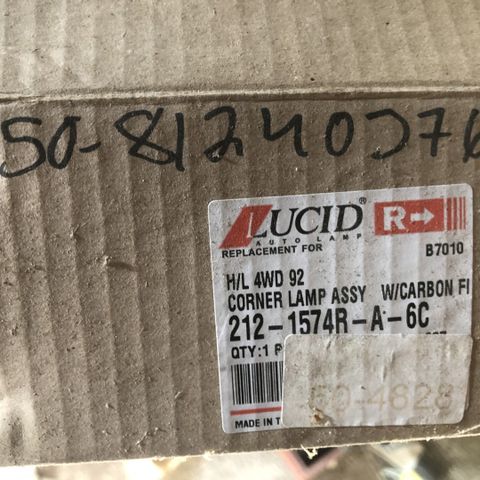 50-81240J76
LUCID® R→
AUTO LAMP
REPLACEMENT FOR
B7010
H/L 4WD 92
CORNER LAMP ASSY W/CARBON FI
212-1574R-A-6C
QTY:1 P
50-4828
MADE IN T